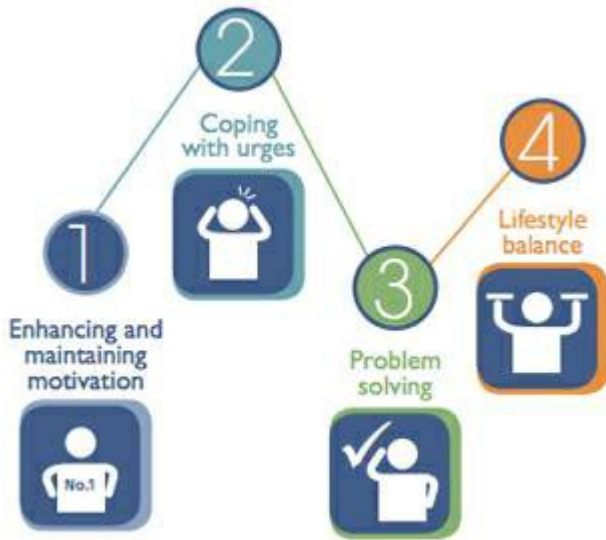 1
Enhancing and
maintaining
motivation
No.1
2
Coping
with urges
3
Problem
solving
4
Lifestyle
balance